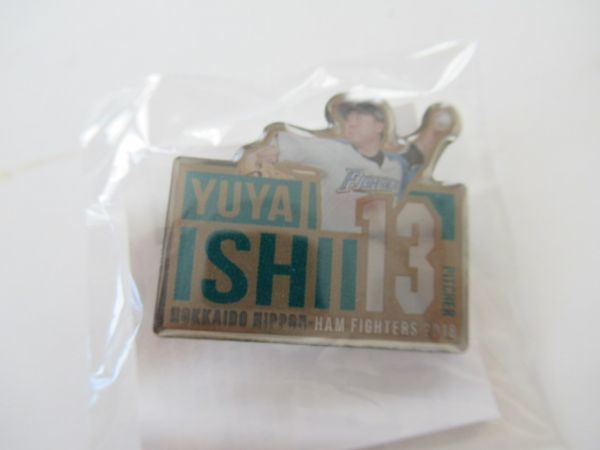 FIGHTERS
YUYA
ISHII 13
PITCHER
HOKKAIDO NIPPON-HAM FIGHTERS 2018